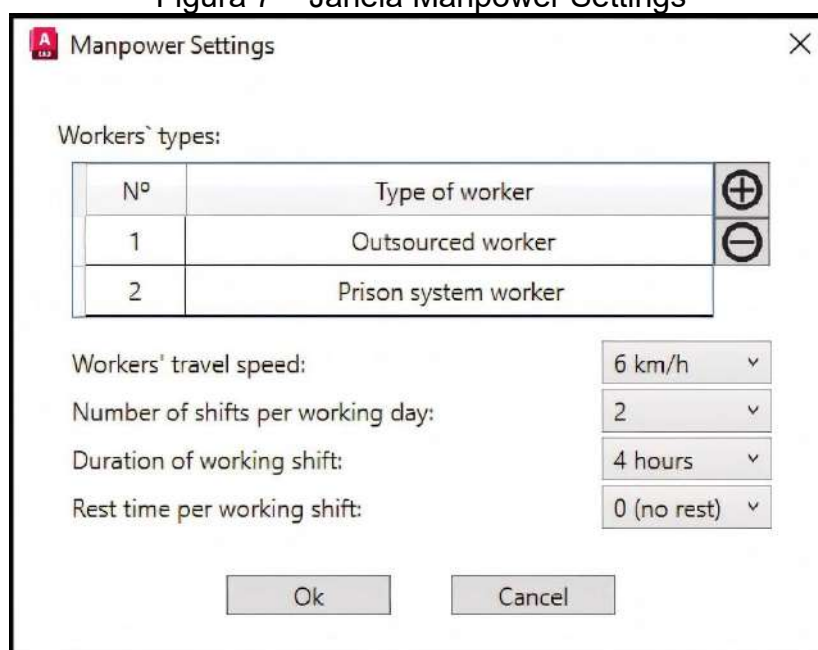 Figura 7 – Janela Manpower Settings
Manpower Settings
Workers` types:
Nº Type of worker
1 Outsourced worker
2 Prison system worker
Workers' travel speed: 6 km/h
Number of shifts per working day: 2
Duration of working shift: 4 hours
Rest time per working shift: 0 (no rest)
Ok Cancel